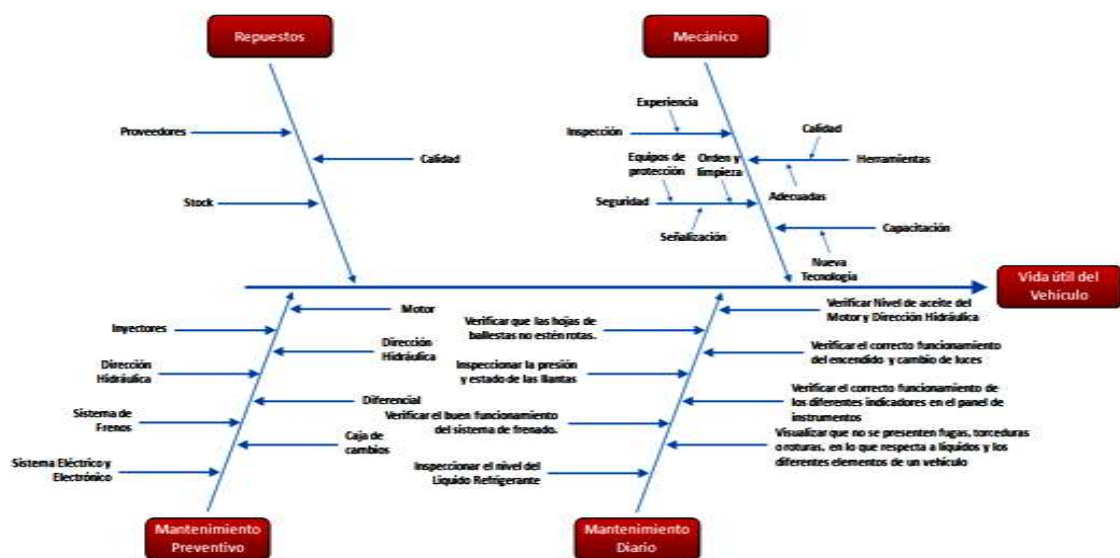 Repuestos
Mecánico
Proveedores
Calidad
Stock
Experiencia
Inspección
Calidad
Herramientas
Adecuadas
Equipos de
protección
Orden y
limpieza
Seguridad
Señalización
Capacitación
Nueva
Tecnología
Vida útil del
Vehículo
Motor
Inyectores
Dirección
Hidráulica
Dirección
Hidráulica
Diferencial
Sistema de
Frenos
Caja de
cambios
Sistema Eléctrico y
Electrónico
Mantenimiento
Preventivo
Verificar Nivel de aceite del
Motor y Dirección Hidráulica
Verificar que las hojas de
ballestas no estén rotas.
Verificar el correcto funcionamiento
del encendido y cambio de luces
Inspeccionar la presión
y estado de las llantas
Verificar el correcto funcionamiento de
los diferentes indicadores en el panel de
instrumentos
Verificar el buen funcionamiento
del sistema de frenado.
Visualizar que no se presenten fugas, torceduras
o roturas, en lo que respecta a líquidos y los
diferentes elementos de un vehículo
Inspeccionar el nivel del
Líquido Refrigerante
Mantenimiento
Diario